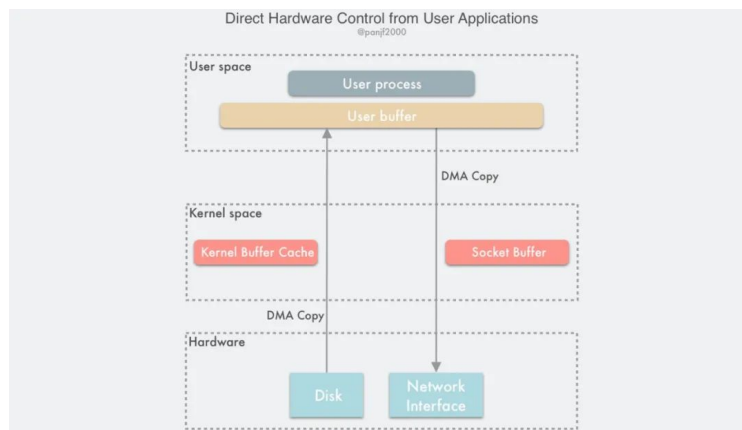 Direct Hardware Control from User Applications
@panjf2000
User space
User process
User buffer
DMA Copy
Kernel space
Kernel Buffer Cache
Socket Buffer
DMA Copy
Hardware
Disk
Network
Interface